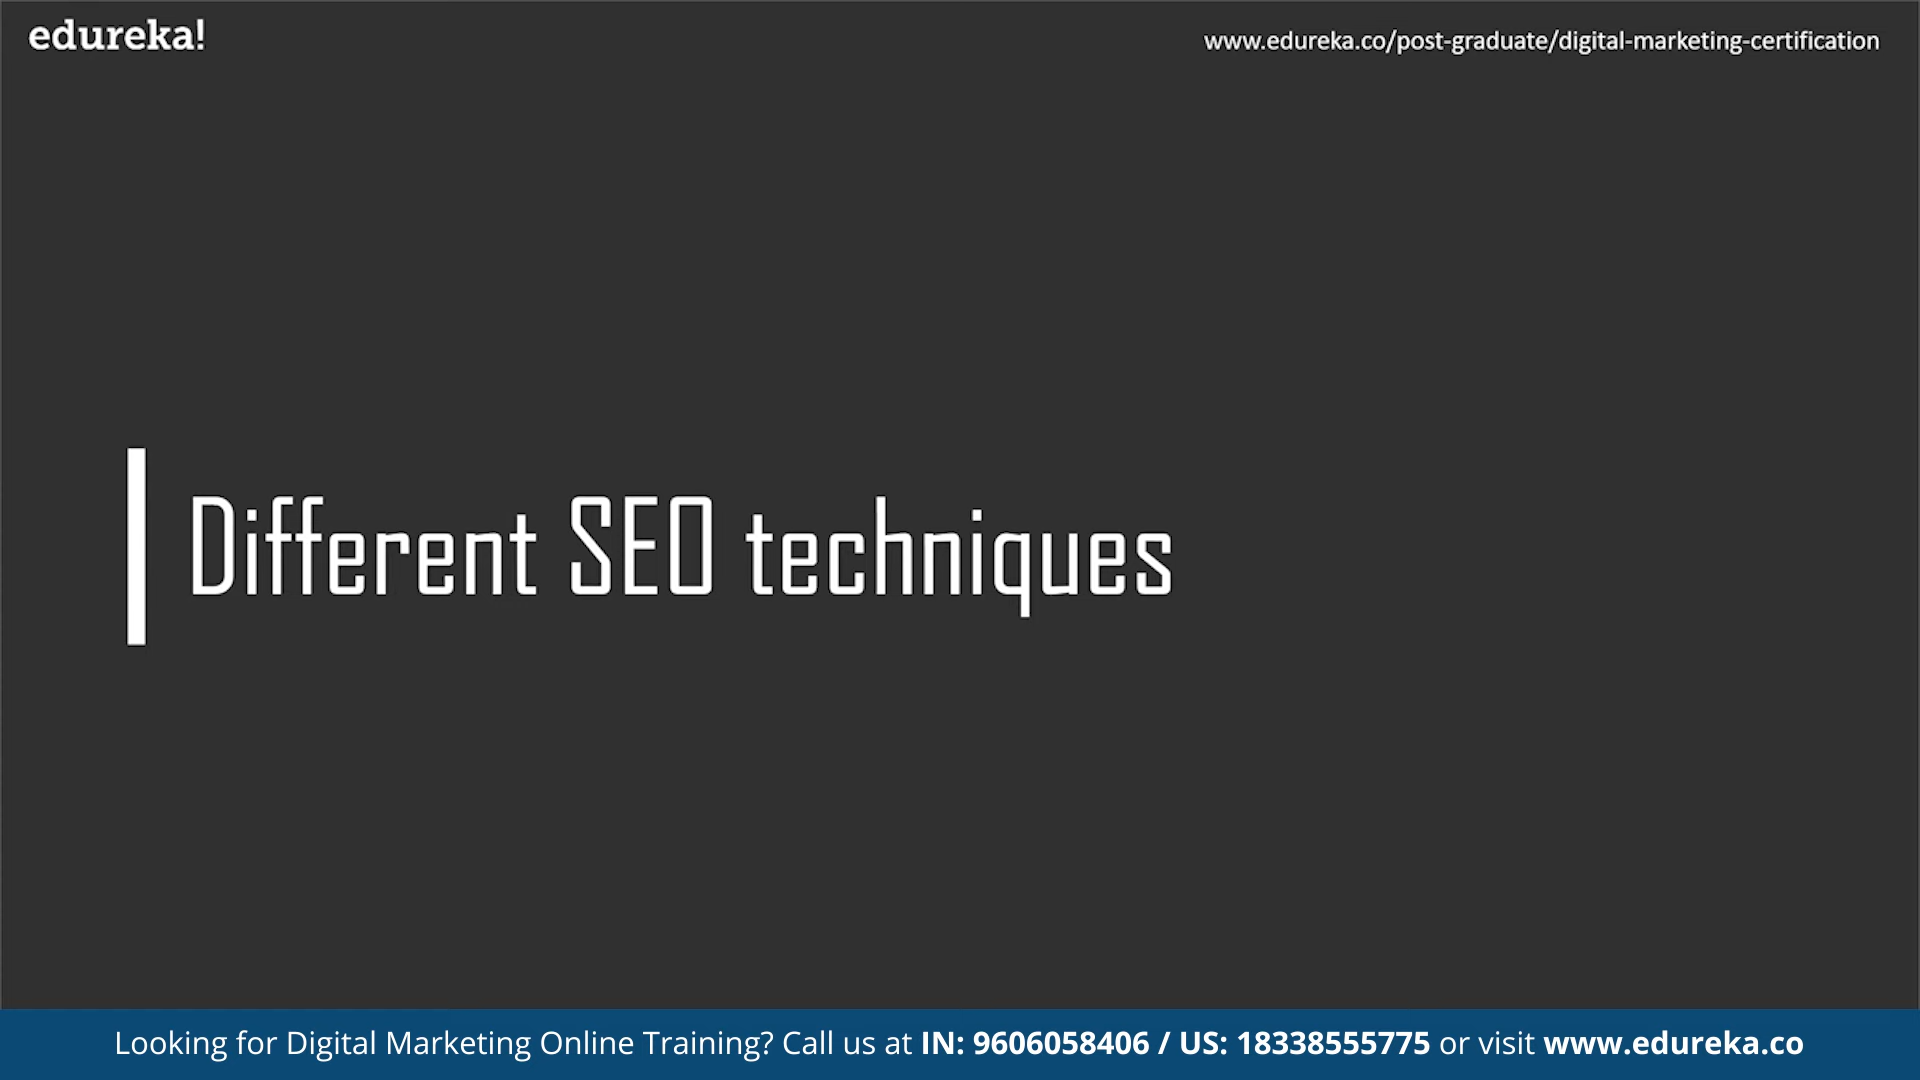 edureka!
www.edureka.co/post-graduate/digital-marketing-certification
Different SEO techniques
Looking for Digital Marketing Online Training? Call us at IN: 9606058406 / US: 18338555775 or visit www.edureka.co